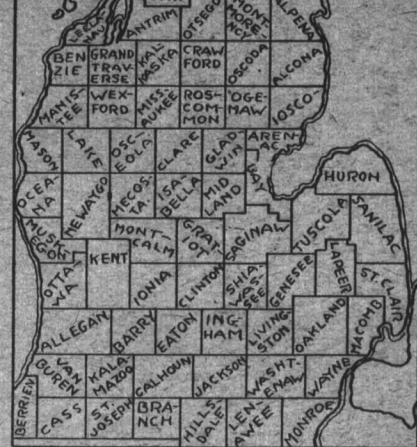 LEELA
NAU
ANTRIM
OTSEGO
MONT
MORE
NCY
ALPENA
BEN
ZIE
GRAND
TRAV
ERSE
KAL
KASKA
CRAW
FORD
OSCODA
ALCONA
MANIS-
TEE
WEX-
FORD
MISS-
AUKEE
ROS-
COM-
MON
OGE-
MAW
IOSCO
MASON
LAKE
OSC-
EOLA
CLARE
GLAD-
WIN
AREN-
AC
OCEA-
NA
NEWAYGO
MECOS-
TA
ISA-
BELLA
MID
LAND
BAY
HURON
MUSK
EGON
MONT-
CALM
GRAT-
IOT
SAGINAW
TUSCOLA
SANILAC
OTTA-
WA
KENT
IONIA
CLINTON
SHIA-
WAS-
SEE
GENESEE
LAPEER
ST. CLAIR
ALLEGAN
BARRY
EATON
ING-
HAM
LIVING-
STON
OAKLAND
MACOMB
VAN
BUREN
KALA-
MAZOO
CALHOUN
JACKSON
WASHT-
ENAW
WAYNE
BERRIEN
CASS
ST.
JOSEPH
BRA-
NCH
HILLS-
DALE
LEN-
AWEE
MONROE